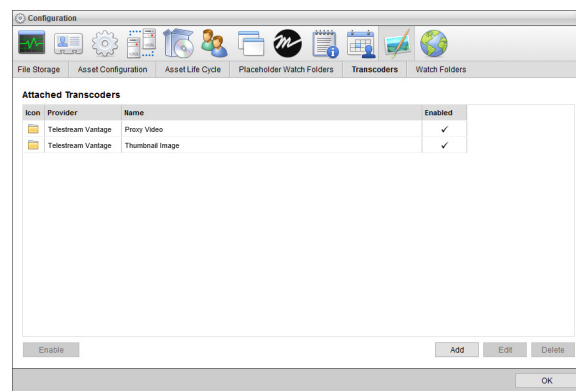 Configuration
File Storage Asset Configuration Asset Life Cycle Placeholder Watch Folders Transcoders Watch Folders
Attached Transcoders
Icon Provider Name Enabled
Telestream Vantage Proxy Video ✓
Telestream Vantage Thumbnail Image ✓
Enable Add Edit Delete
OK